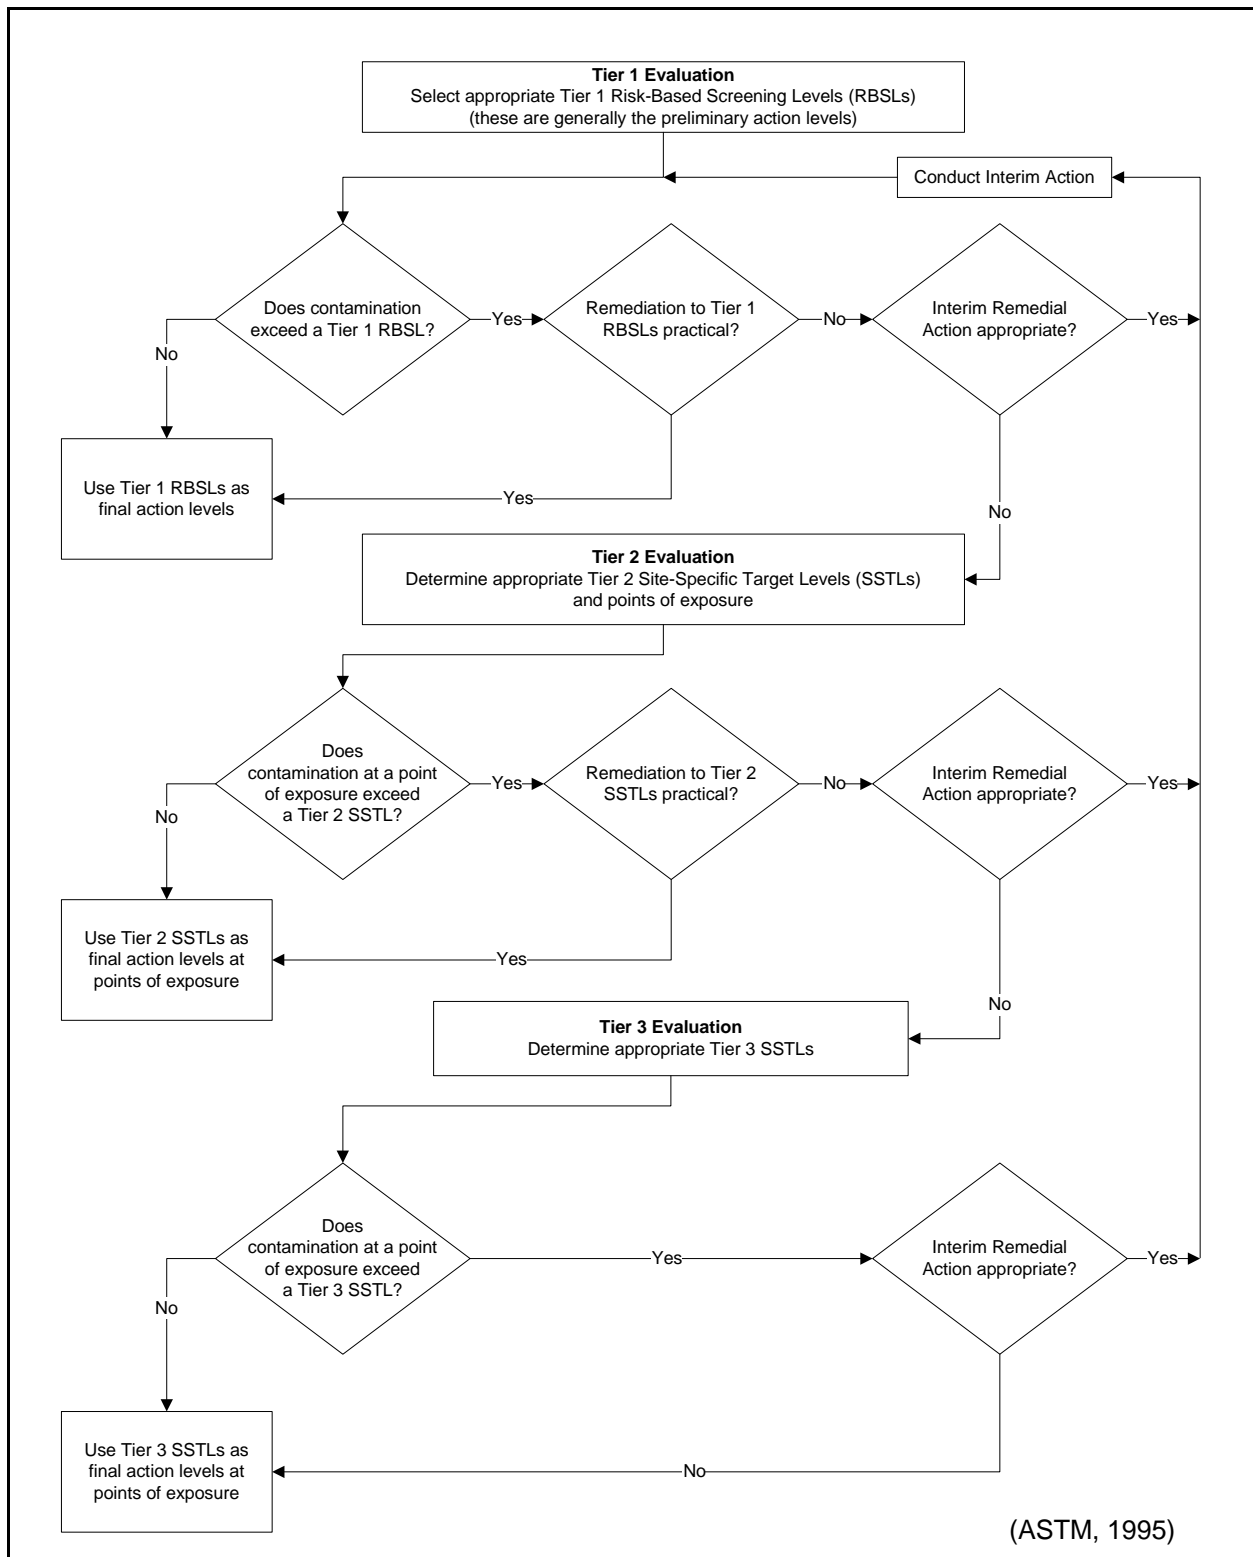 Tier 1 Evaluation
Select appropriate Tier 1 Risk-Based Screening Levels (RBSLs)
(these are generally the preliminary action levels)
Conduct Interim Action
Does contamination
exceed a Tier 1 RBSL?
Yes
Remediation to Tier 1
RBSLs practical?
No
Interim Remedial
Action appropriate?
Yes
No
Use Tier 1 RBSLs as
final action levels
Yes
No
Tier 2 Evaluation
Determine appropriate Tier 2 Site-Specific Target Levels (SSTLs)
and points of exposure
Does
contamination at a point
of exposure exceed
a Tier 2 SSTL?
Yes
Remediation to Tier 2
SSTLs practical?
No
Interim Remedial
Action appropriate?
Yes
No
Use Tier 2 SSTLs as
final action levels at
points of exposure
Yes
No
Tier 3 Evaluation
Determine appropriate Tier 3 SSTLs
Does
contamination at a point
of exposure exceed
a Tier 3 SSTL?
Yes
Interim Remedial
Action appropriate?
Yes
No
Use Tier 3 SSTLs as
final action levels at
points of exposure
No
(ASTM, 1995)